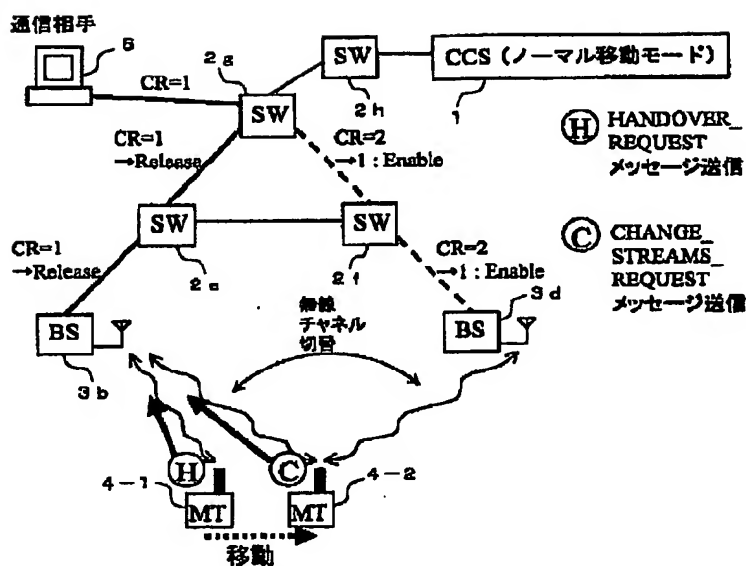 通信相手
5
CR=1
2g
SW
SW
2h
CCS (ノーマル移動モード)
1
CR=1
→Release
CR=2
→1 : Enable
H HANDOVER_
REQUEST
メッセージ送信
SW
SW
2f
C CHANGE_
STREAMS_
REQUEST
メッセージ送信
CR=1
→Release
CR=2
→1 : Enable
BS
3b
無線
チャネル
切替
BS
3d
H
C
4-1
MT
4-2
MT
移動